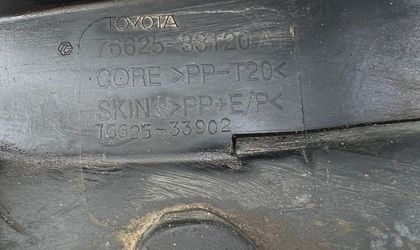 TOYOTA
76625-33120-A
CORE >PP-T20<
SKIN >PP+E/P<
76625-33902